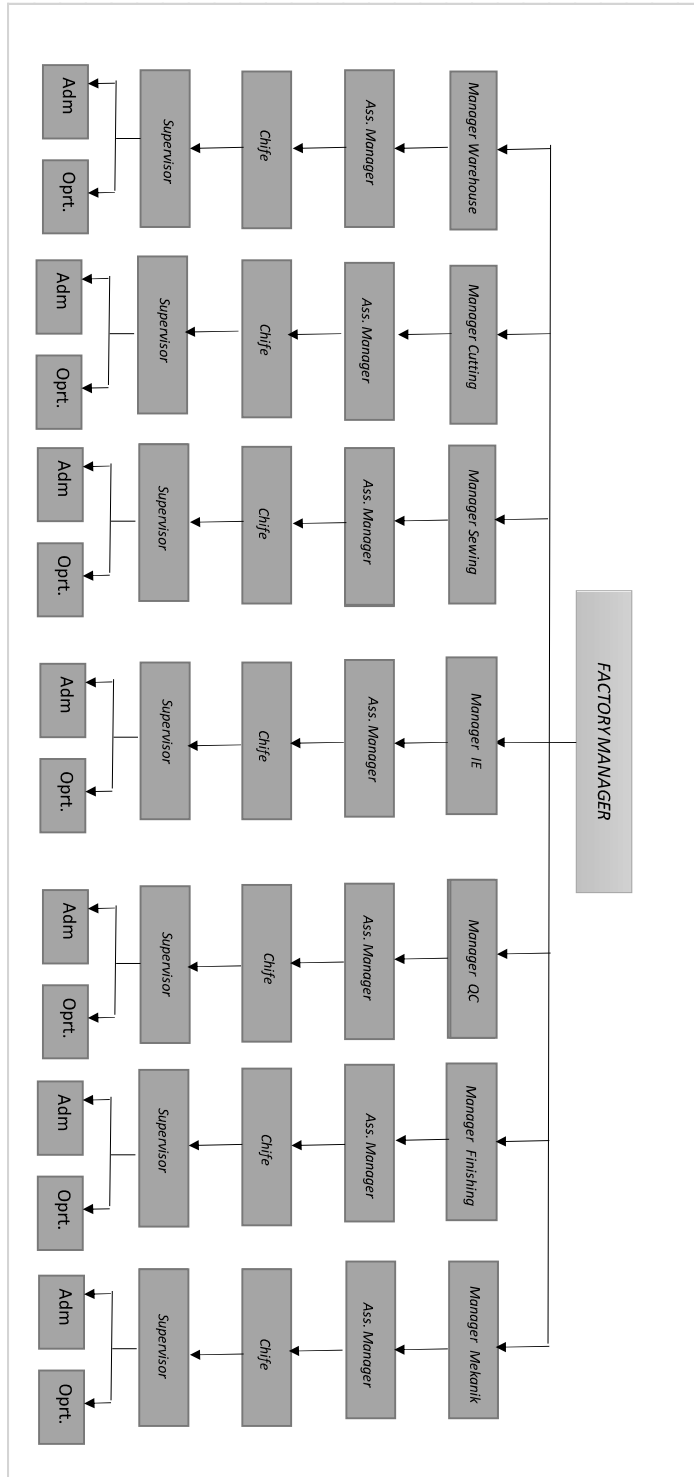 FACTORY MANAGER
Manager Warehouse
Manager Cutting
Manager Sewing
Manager IE
Manager QC
Manager Finishing
Manager Mekanik
Ass. Manager
Ass. Manager
Ass. Manager
Ass. Manager
Ass. Manager
Ass. Manager
Ass. Manager
Chife
Chife
Chife
Chife
Chife
Chife
Chife
Supervisor
Supervisor
Supervisor
Supervisor
Supervisor
Supervisor
Supervisor
Adm
Oprt.
Adm
Oprt.
Adm
Oprt.
Adm
Oprt.
Adm
Oprt.
Adm
Oprt.
Adm
Oprt.